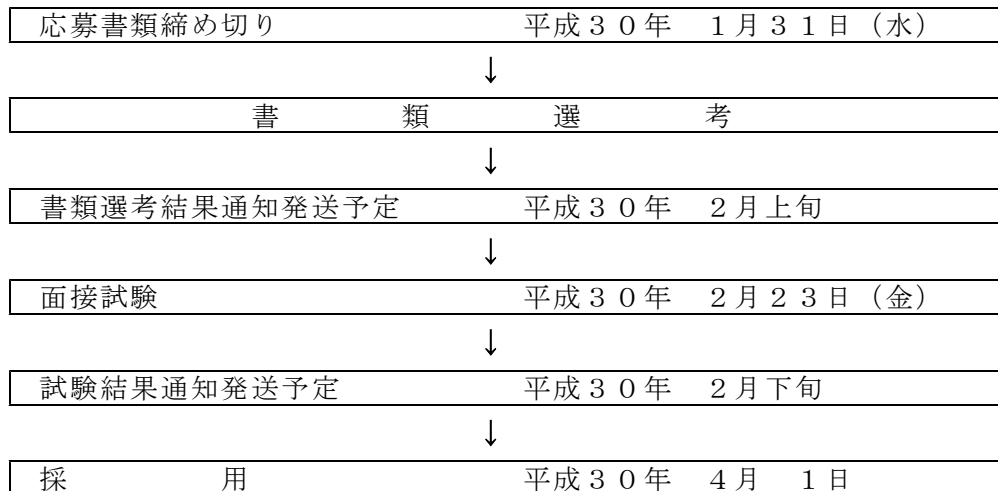 応募書類締め切り　平成３０年　１月３１日（水）
↓
書　類　選　考
↓
書類選考結果通知発送予定　平成３０年　２月上旬
↓
面接試験　平成３０年　２月２３日（金）
↓
試験結果通知発送予定　平成３０年　２月下旬
↓
採　用　平成３０年　４月　１日